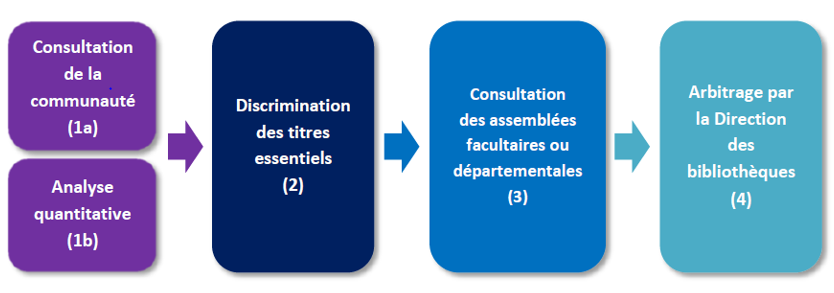 Consultation
de la
communauté
(1a)
Analyse
quantitative
(1b)
Discrimination
des titres
essentiels
(2)
Consultation
des assemblées
facultaires ou
départementales
(3)
Arbitrage par
la Direction
des
bibliothèques
(4)